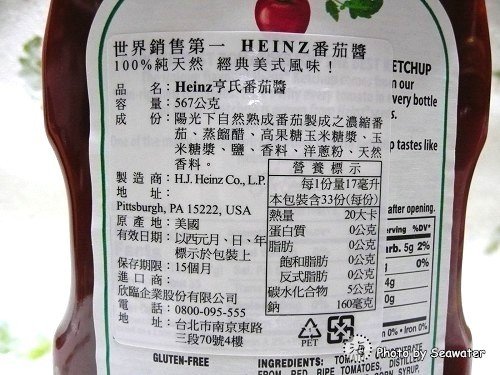 世界銷售第一 HEINZ番茄醬
100%純天然 經典美式風味！
品名：Heinz亨氏番茄醬
容量：567公克
成份：陽光下自然熟成番茄製成之濃縮番
茄、蒸餾醋、高果糖玉米糖漿、玉
米糖漿、鹽、香料、洋蔥粉、天然
香料。
製造商：H.J. Heinz Co., L.P.
地址：
Pittsburgh, PA 15222, USA
原產地：美國
有效日期：以西元月、日、年
標示於包裝上
保存期限：15個月
進口商：
欣臨企業股份有限公司
電話：0800-095-555
地址：台北市南京東路
三段70號4樓
營養標示
每1份量17毫升
本包裝含33份(每份)
熱量 20大卡
蛋白質 0公克
脂肪 0公克
飽和脂肪 0公克
反式脂肪 0公克
碳水化合物 5公克
鈉 160毫克
PET
ETCHUP
n our
every bottle
p tastes like
after opening.
erving %DV*
arb. 5g 2%
0%
4g
0g
0% • Iron 0%
GLUTEN-FREE
INGREDIENTS:
FROM RED RIPE TOMATOES, DISTILLED
CORN SYRUP,
Photo by Seawater